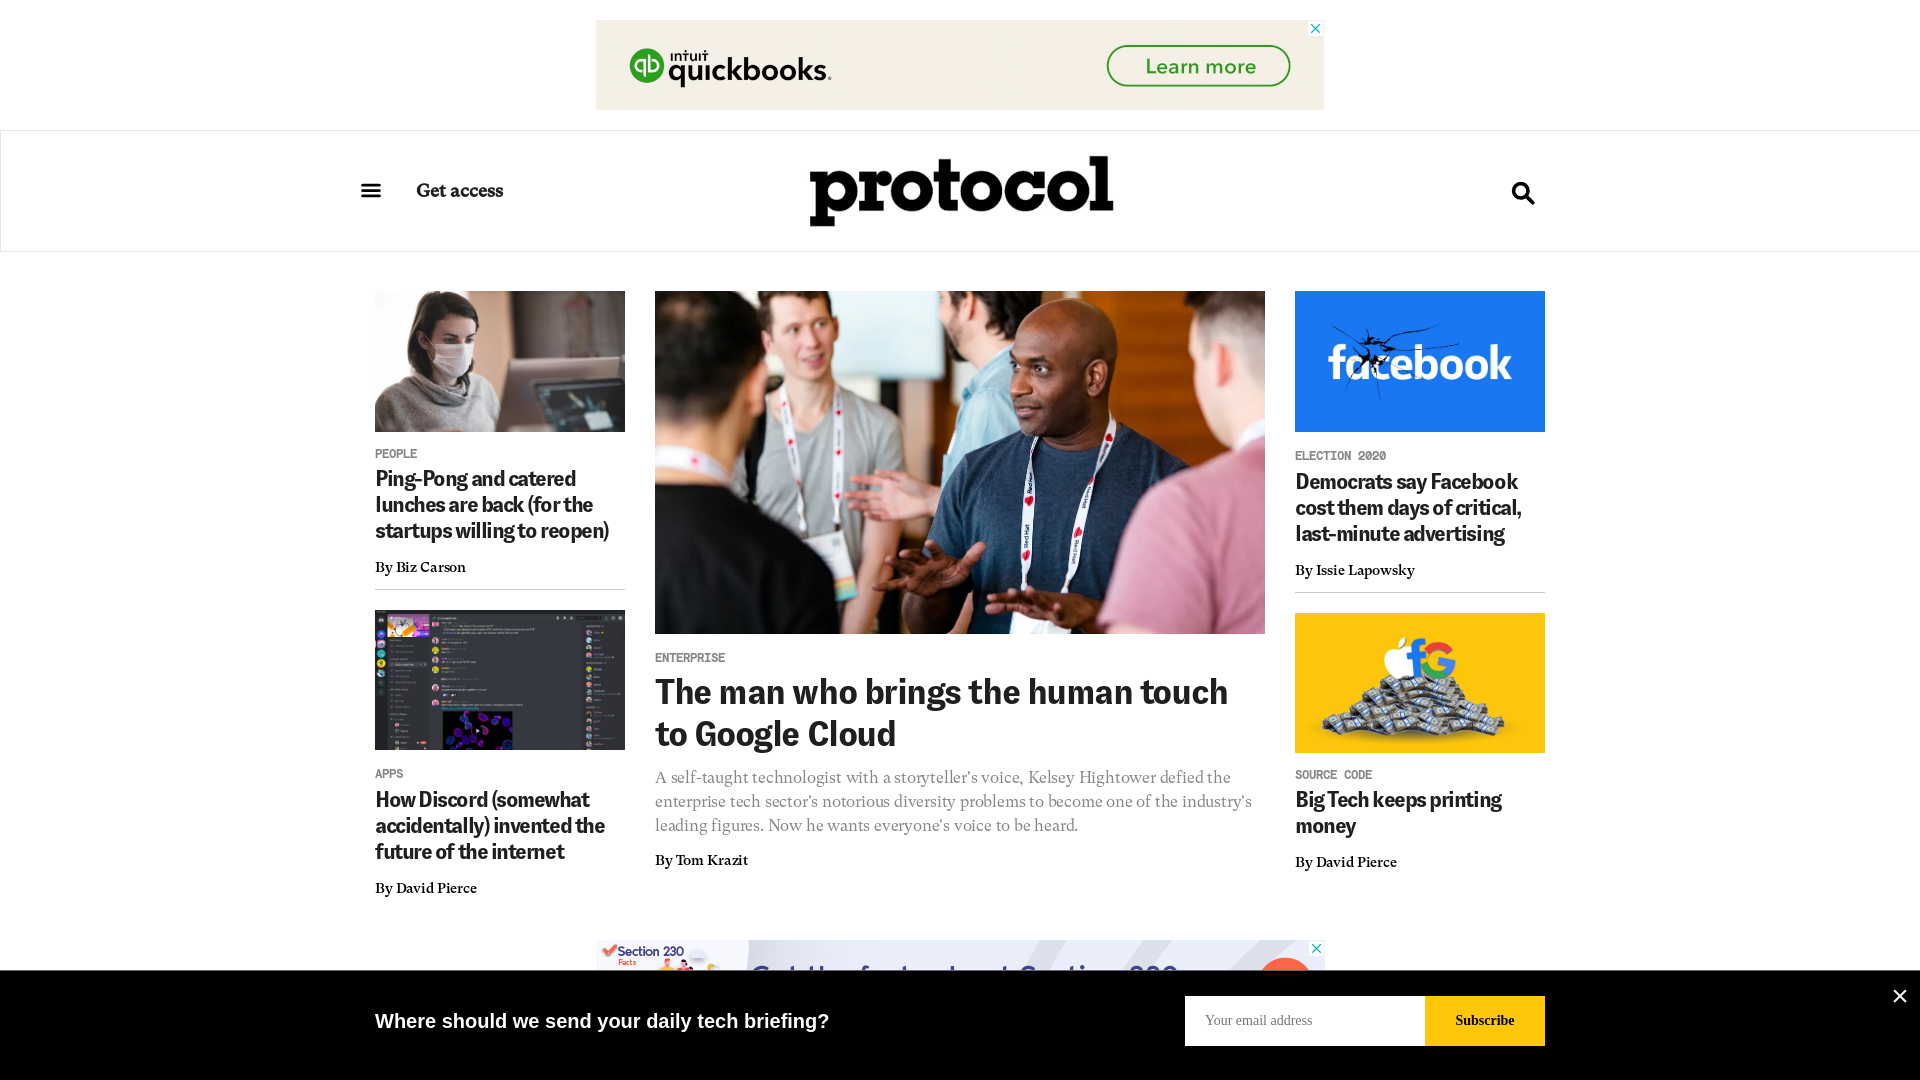 intuit
quickbooks.
Learn more
Get access
protocol
PEOPLE
Ping-Pong and catered
lunches are back (for the
startups willing to reopen)
By Biz Carson
APPS
How Discord (somewhat
accidentally) invented the
future of the internet
By David Pierce
Red Hat
Red Hat
ENTERPRISE
The man who brings the human touch
to Google Cloud
A self-taught technologist with a storyteller's voice, Kelsey Hightower defied the
enterprise tech sector's notorious diversity problems to become one of the industry's
leading figures. Now he wants everyone's voice to be heard.
By Tom Krazit
facebook
ELECTION 2020
Democrats say Facebook
cost them days of critical,
last-minute advertising
By Issie Lapowsky
SOURCE CODE
Big Tech keeps printing
money
By David Pierce
Section 230
Facts
Where should we send your daily tech briefing?
Your email address
Subscribe